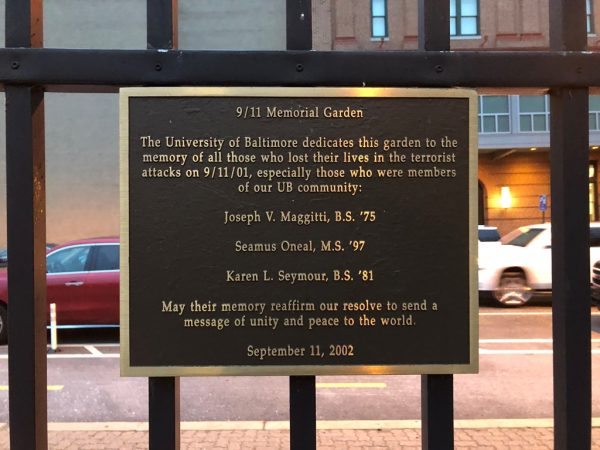 9/11 Memorial Garden
The University of Baltimore dedicates this garden to the
memory of all those who lost their lives in the terrorist
attacks on 9/11/01, especially those who were members
of our UB community:
Joseph V. Maggitti, B.S. '75
Seamus Oneal, M.S. '97
Karen L. Seymour, B.S. '81
May their memory reaffirm our resolve to send a
message of unity and peace to the world.
September 11, 2002